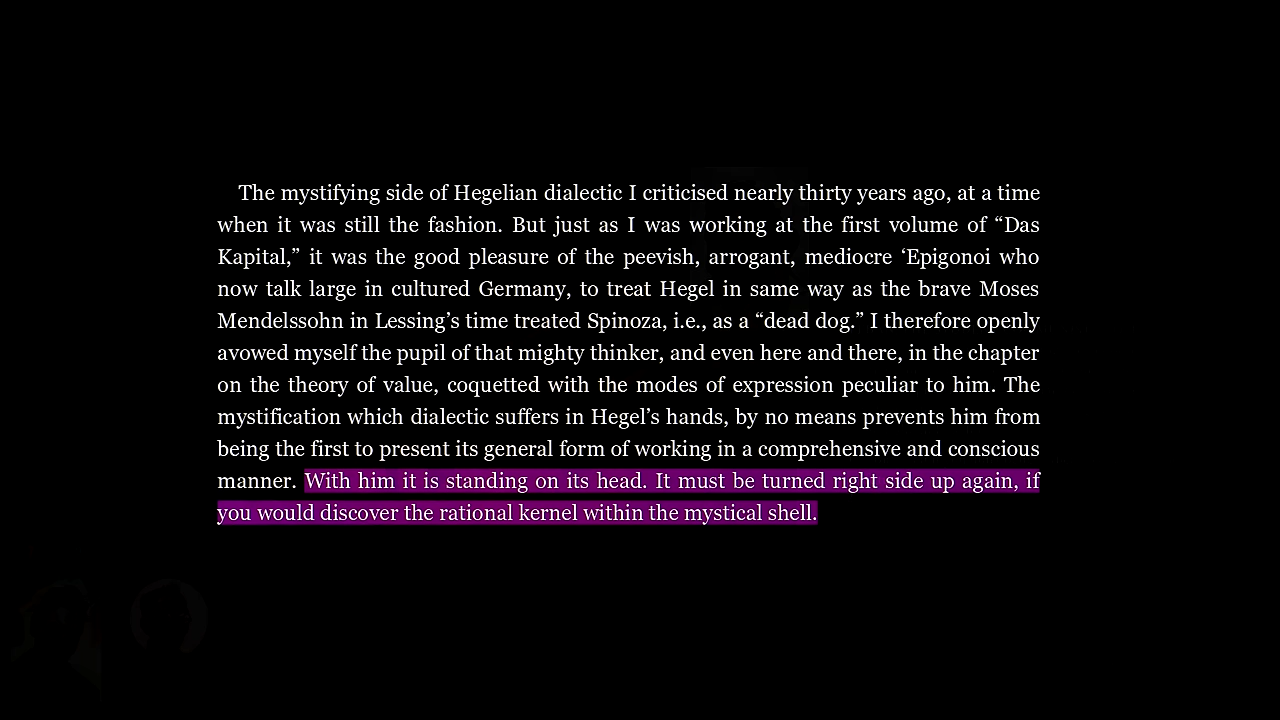 The mystifying side of Hegelian dialectic I criticised nearly thirty years ago, at a time
when it was still the fashion. But just as I was working at the first volume of “Das
Kapital,” it was the good pleasure of the peevish, arrogant, mediocre ‘Epigonoi who
now talk large in cultured Germany, to treat Hegel in same way as the brave Moses
Mendelssohn in Lessing’s time treated Spinoza, i.e., as a “dead dog.” I therefore openly
avowed myself the pupil of that mighty thinker, and even here and there, in the chapter
on the theory of value, coquetted with the modes of expression peculiar to him. The
mystification which dialectic suffers in Hegel’s hands, by no means prevents him from
being the first to present its general form of working in a comprehensive and conscious
manner. With him it is standing on its head. It must be turned right side up again, if
you would discover the rational kernel within the mystical shell.